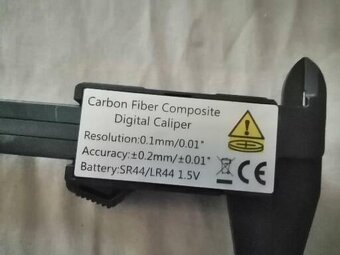 Carbon Fiber Composite
Digital Caliper
Resolution:0.1mm/0.01"
Accuracy:±0.2mm/±0.01"
Battery:SR44/LR44 1.5V
CE